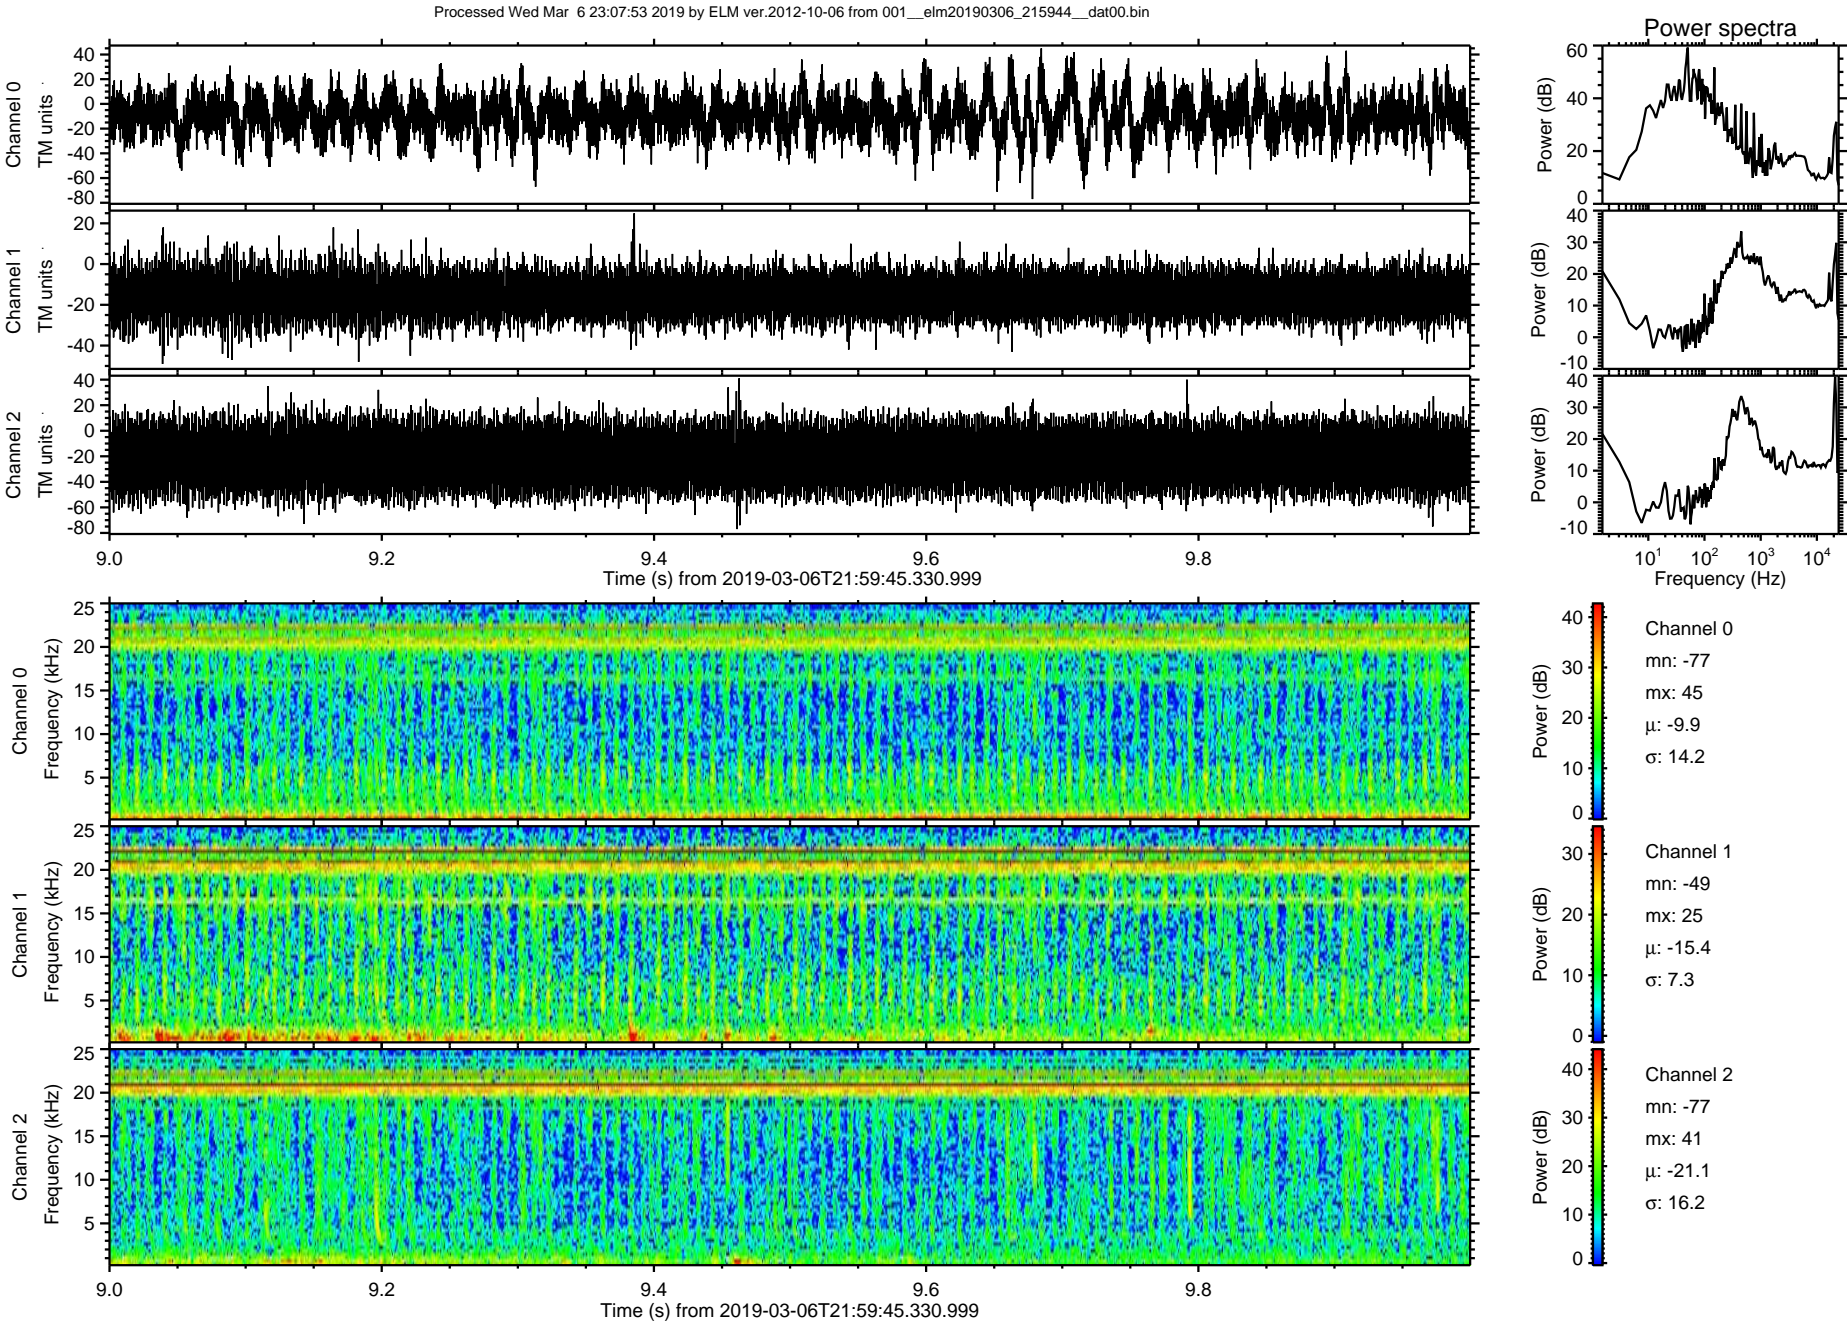 Processed Wed Mar  6 23:07:53 2019 by ELM ver.2012-10-06 from 001__elm20190306_215944__dat00.bin
Power spectra
Channel 0
TM units
40
20
0
-20
-40
-60
-80
Power (dB)
60
40
20
0
Channel 1
TM units
20
0
-20
-40
Power (dB)
40
30
20
10
0
-10
Channel 2
TM units
40
20
0
-20
-40
-60
-80
Power (dB)
40
30
20
10
0
-10
9.0 9.2 9.4 9.6 9.8
Time (s) from 2019-03-06T21:59:45.330.999
10¹ 10² 10³ 10⁴
Frequency (Hz)
Channel 0
Frequency (kHz)
25
20
15
10
5
Power (dB)
40
30
20
10
0
Channel 0
mn: -77
mx: 45
μ: -9.9
σ: 14.2
Channel 1
Frequency (kHz)
25
20
15
10
5
Power (dB)
30
20
10
0
Channel 1
mn: -49
mx: 25
μ: -15.4
σ: 7.3
Channel 2
Frequency (kHz)
25
20
15
10
5
Power (dB)
40
30
20
10
0
Channel 2
mn: -77
mx: 41
μ: -21.1
σ: 16.2
9.0 9.2 9.4 9.6 9.8
Time (s) from 2019-03-06T21:59:45.330.999